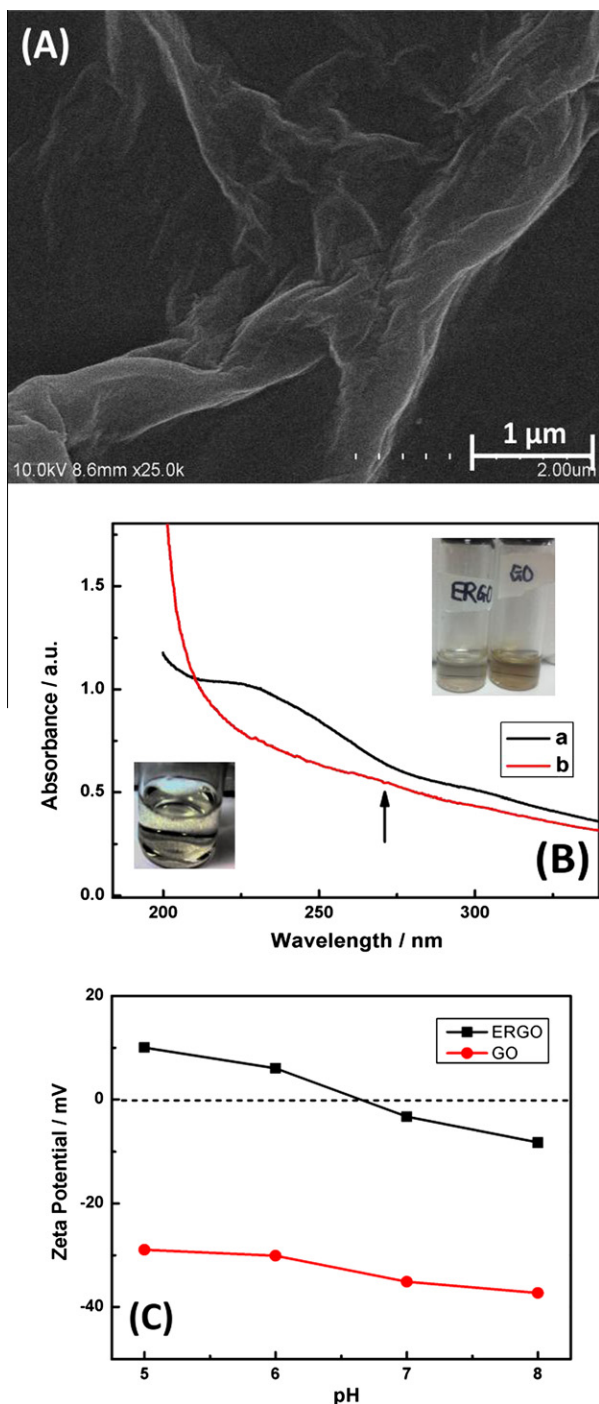 (A)
1 μm
10.0kV 8.6mm x25.0k
2.00um
1.5
1.0
0.5
0.0
Absorbance / a.u.
ERGO
GO
a
b
(B)
200
250
300
Wavelength / nm
20
0
-20
-40
Zeta Potential / mV
ERGO
GO
(C)
5
6
7
8
pH